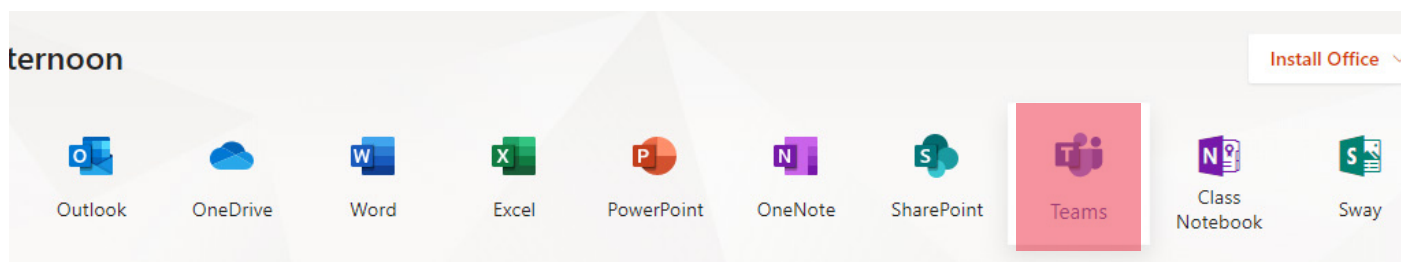 ternoon
Install Office
Outlook
OneDrive
Word
Excel
PowerPoint
OneNote
SharePoint
Teams
Class
Notebook
Sway